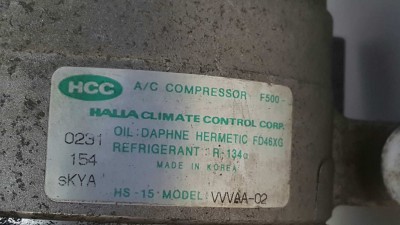 HCC A/C COMPRESSOR F500
HALLA CLIMATE CONTROL CORP.
0231 OIL: DAPHNE HERMETIC FD46XG
154 REFRIGERANT: R-134a
MADE IN KOREA
sKYA
HS-15 MODEL: VWAA-02